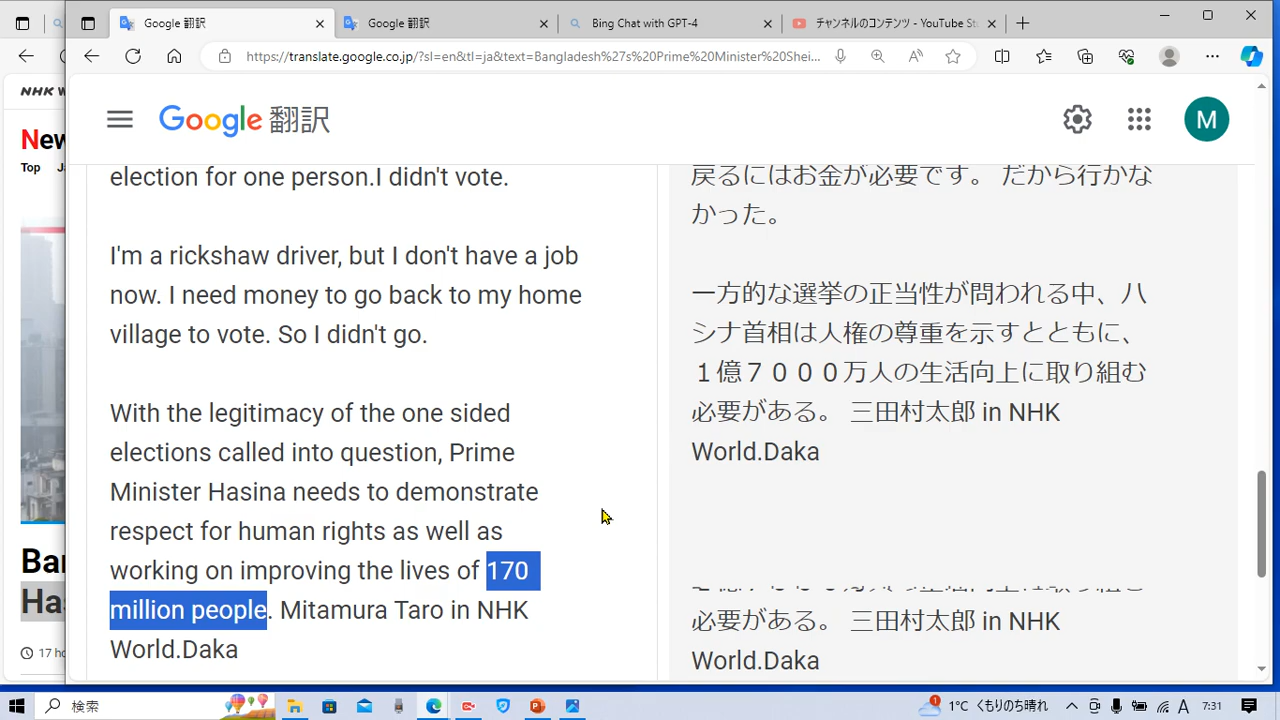 Google 翻訳
Google 翻訳
Bing Chat with GPT-4
チャンネルのコンテンツ - YouTube St
https://translate.google.co.jp/?sl=en&tl=ja&text=Bangladesh%27s%20Prime%20Minister%20Shei...
NHK W
Google 翻訳
M
New
Top
Ja
election for one person.I didn't vote.
I'm a rickshaw driver, but I don't have a job
now. I need money to go back to my home
village to vote. So I didn't go.
With the legitimacy of the one sided
elections called into question, Prime
Minister Hasina needs to demonstrate
respect for human rights as well as
working on improving the lives of 170
million people. Mitamura Taro in NHK
World.Daka
戻るにはお金が必要です。 だから行かな
かった。
一方的な選挙の正当性が問われる中、ハ
シナ首相は人権の尊重を示すとともに、
１億７０００万人の生活向上に取り組む
必要がある。 三田村太郎 in NHK
World.Daka
必要がある。 三田村太郎 in NHK
World.Daka
Ban
Has
17 ho
検索
1
1°C くもりのち晴れ
A
7:31